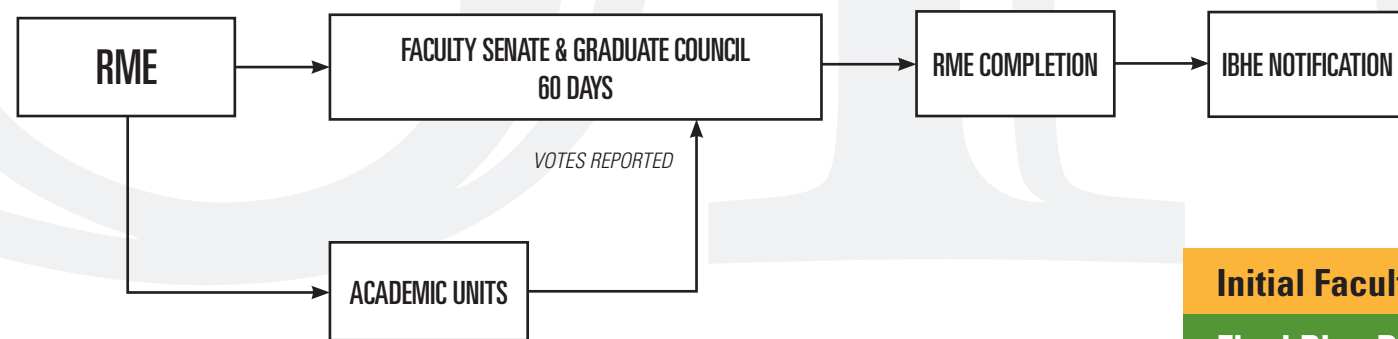 RME
FACULTY SENATE & GRADUATE COUNCIL
60 DAYS
RME COMPLETION
IBHE NOTIFICATION
VOTES REPORTED
ACADEMIC UNITS
Initial Facul